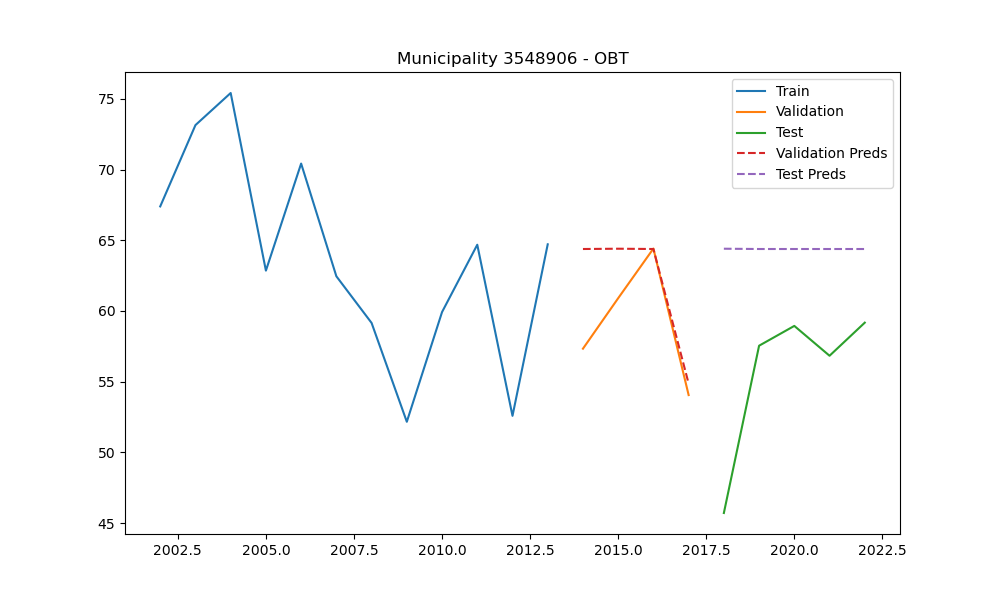 Municipality 3548906 - OBT
Train
Validation
Test
Validation Preds
Test Preds
75
70
65
60
55
50
45
2002.5 2005.0 2007.5 2010.0 2012.5 2015.0 2017.5 2020.0 2022.5